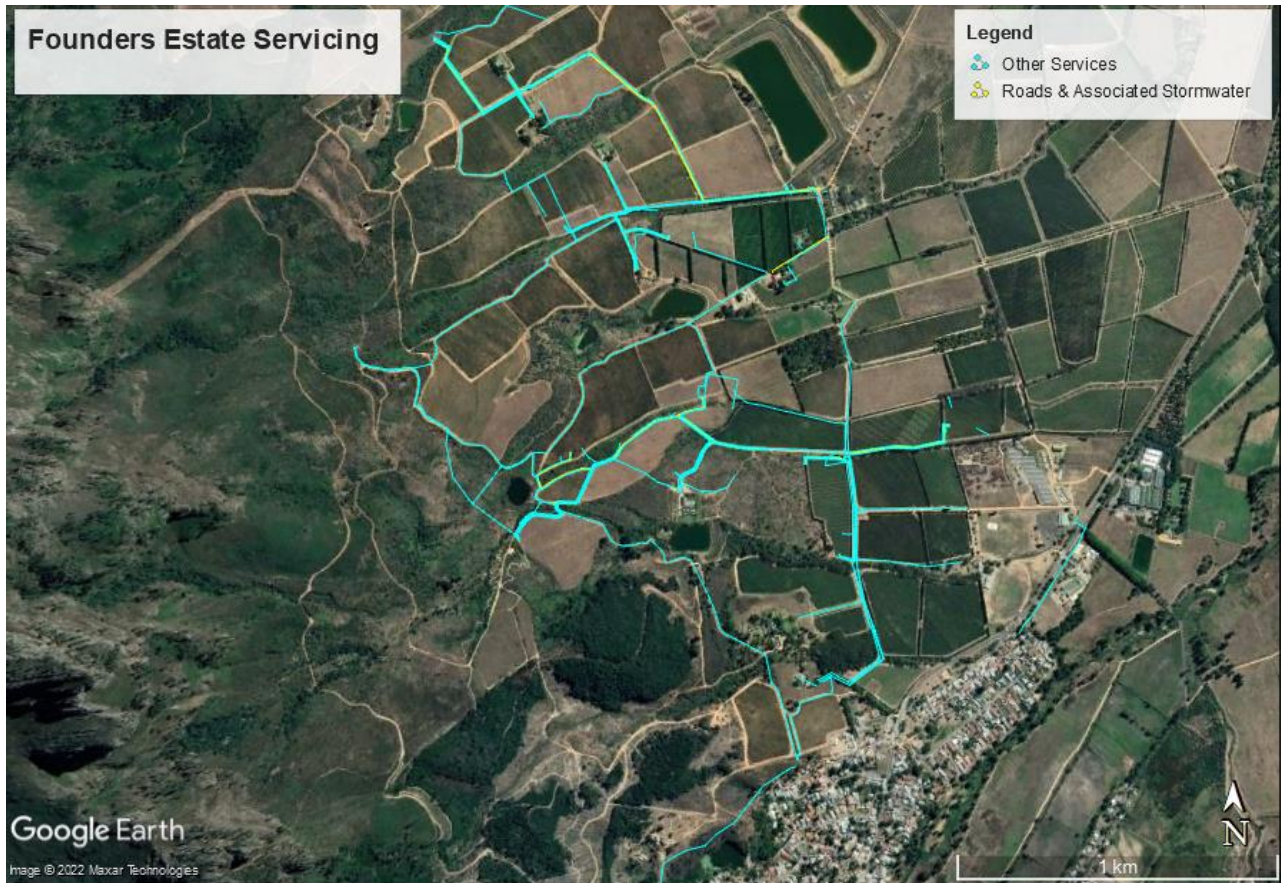 Founders Estate Servicing
Legend
Other Services
Roads & Associated Stormwater
Google Earth
Image © 2022 Maxar Technologies
N
1 km